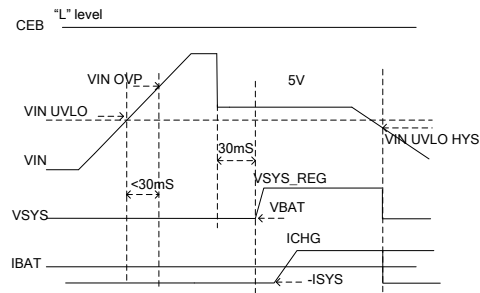 “L” level
CEB
VIN OVP
5V
VIN UVLO
VIN UVLO HYS
30mS
VIN
<30mS
VSYS_REG
VBAT
VSYS
ICHG
IBAT
-ISYS